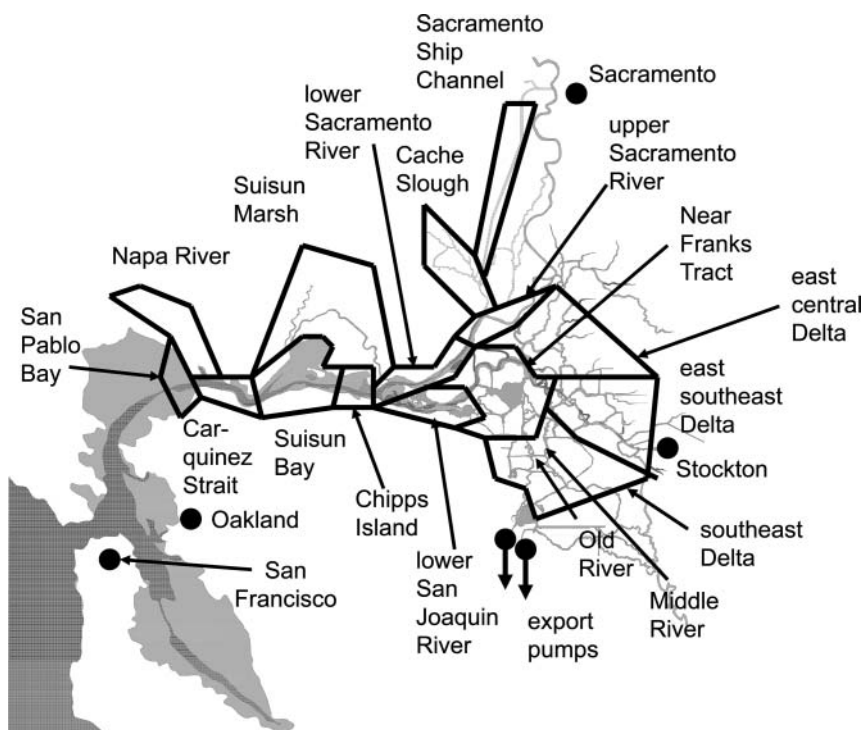 Sacramento
Ship
Channel
Sacramento
lower
Sacramento
River
upper
Sacramento
River
Cache
Slough
Suisun
Marsh
Near
Franks
Tract
Napa River
east
central
Delta
San
Pablo
Bay
east
southeast
Delta
Car-
quinez
Strait
Suisun
Bay
Stockton
Chipps
Island
Oakland
Old
River
southeast
Delta
lower
San
Joaquin
River
San
Francisco
Middle
River
export
pumps